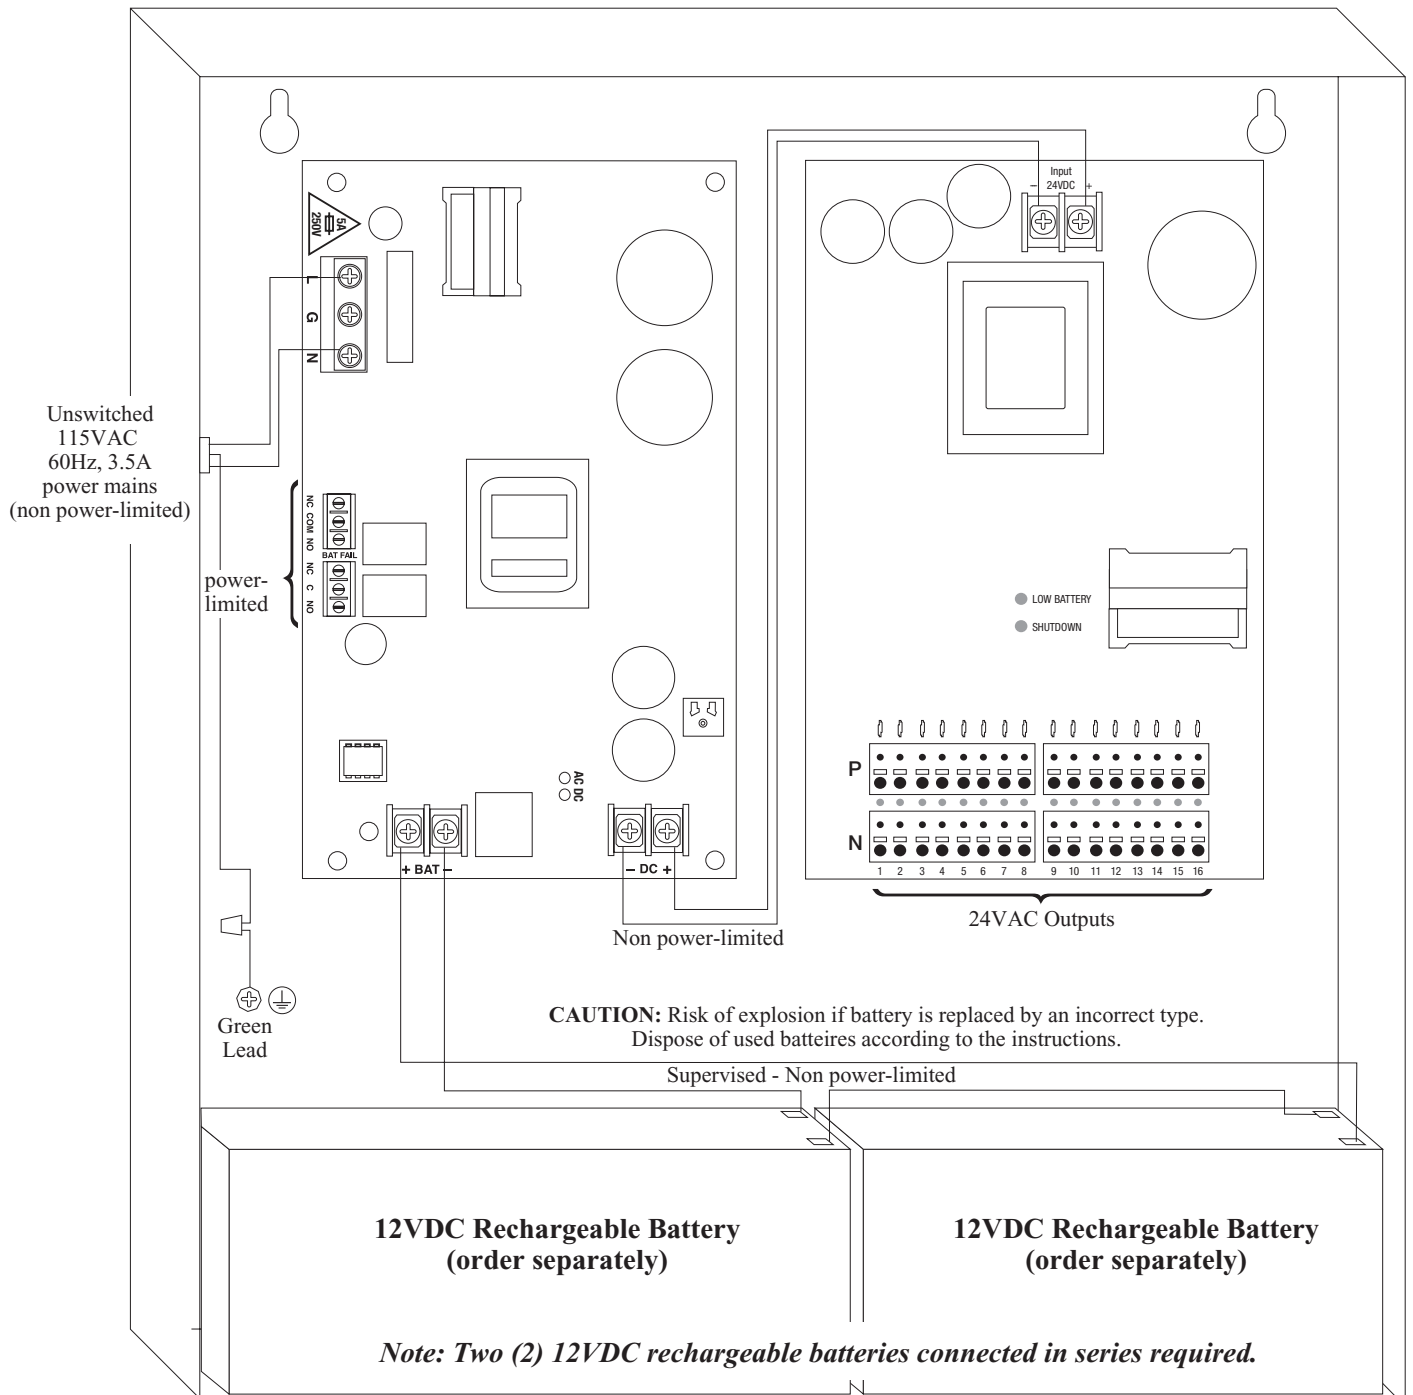 Input
− 24VDC +
5A
250V
L
G
N
Unswitched
115VAC
60Hz, 3.5A
power mains
(non power-limited)
NC COM NO
BAT FAIL
NC C NO
power-
limited
LOW BATTERY
SHUTDOWN
AC DC
P
N
1 2 3 4 5 6 7 8 9 10 11 12 13 14 15 16
24VAC Outputs
+ BAT −
− DC +
Non power-limited
Green
Lead
CAUTION: Risk of explosion if battery is replaced by an incorrect type.
Dispose of used batteires according to the instructions.
Supervised - Non power-limited
12VDC Rechargeable Battery
(order separately)
12VDC Rechargeable Battery
(order separately)
Note: Two (2) 12VDC rechargeable batteries connected in series required.